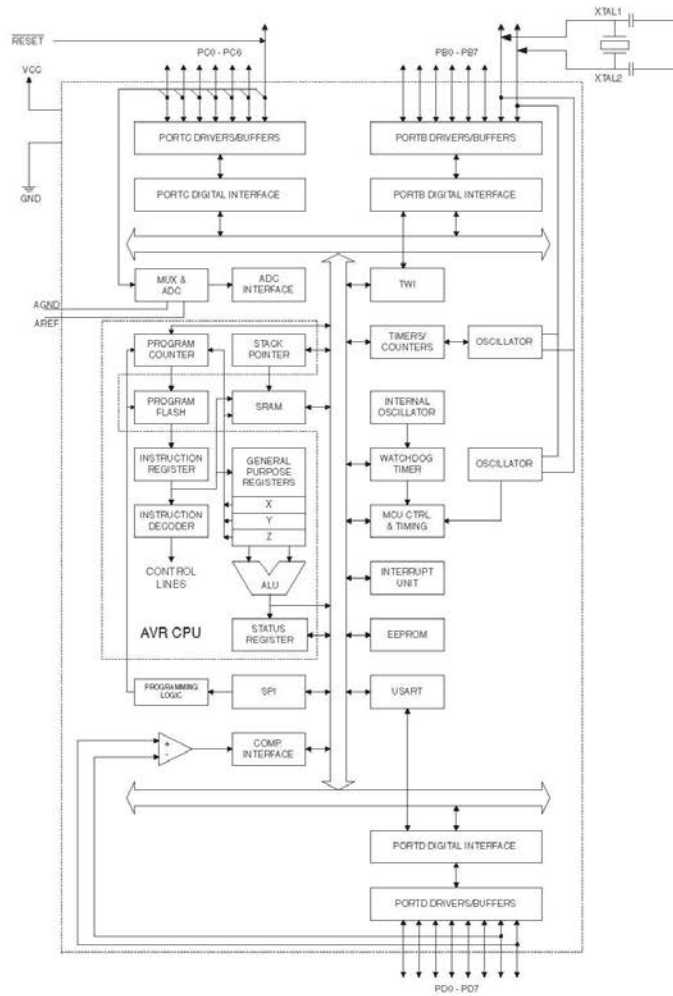 XTAL1
RESET
PC0 - PC6
PB0 - PB7
XTAL2
VCC
PORTC DRIVERS/BUFFERS
PORTB DRIVERS/BUFFERS
PORTC DIGITAL INTERFACE
PORTB DIGITAL INTERFACE
GND
MUX &
ADC
ADC
INTERFACE
TWI
AGND
AREF
PROGRAM
COUNTER
STACK
POINTER
TIMERS/
COUNTERS
OSCILLATOR
PROGRAM
FLASH
SRAM
INTERNAL
OSCILLATOR
INSTRUCTION
REGISTER
GENERAL
PURPOSE
REGISTERS
WATCHDOG
TIMER
OSCILLATOR
X
INSTRUCTION
DECODER
Y
MCU CTRL
& TIMING
Z
CONTROL
LINES
ALU
INTERRUPT
UNIT
AVR CPU
STATUS
REGISTER
EEPROM
PROGRAMMING
LOGIC
SPI
USART
+
-
COMP.
INTERFACE
PORTD DIGITAL INTERFACE
PORTD DRIVERS/BUFFERS
PD0 - PD7